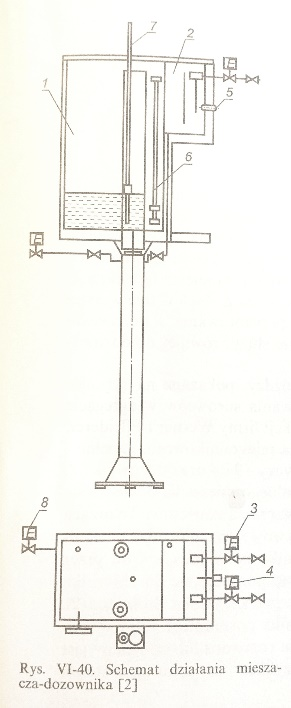 7
2
E
1
5
6
E
8
E
3
E
4
E
Rys. VI-40. Schemat działania miesza-
cza-dozownika [2]